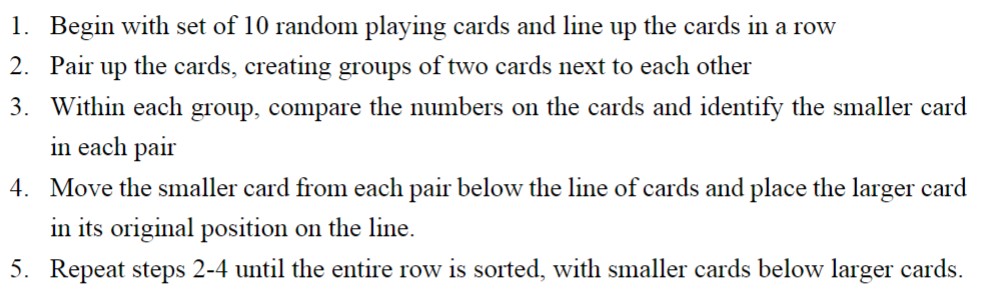 1. Begin with set of 10 random playing cards and line up the cards in a row
2. Pair up the cards, creating groups of two cards next to each other
3. Within each group, compare the numbers on the cards and identify the smaller card
in each pair
4. Move the smaller card from each pair below the line of cards and place the larger card
in its original position on the line.
5. Repeat steps 2-4 until the entire row is sorted, with smaller cards below larger cards.